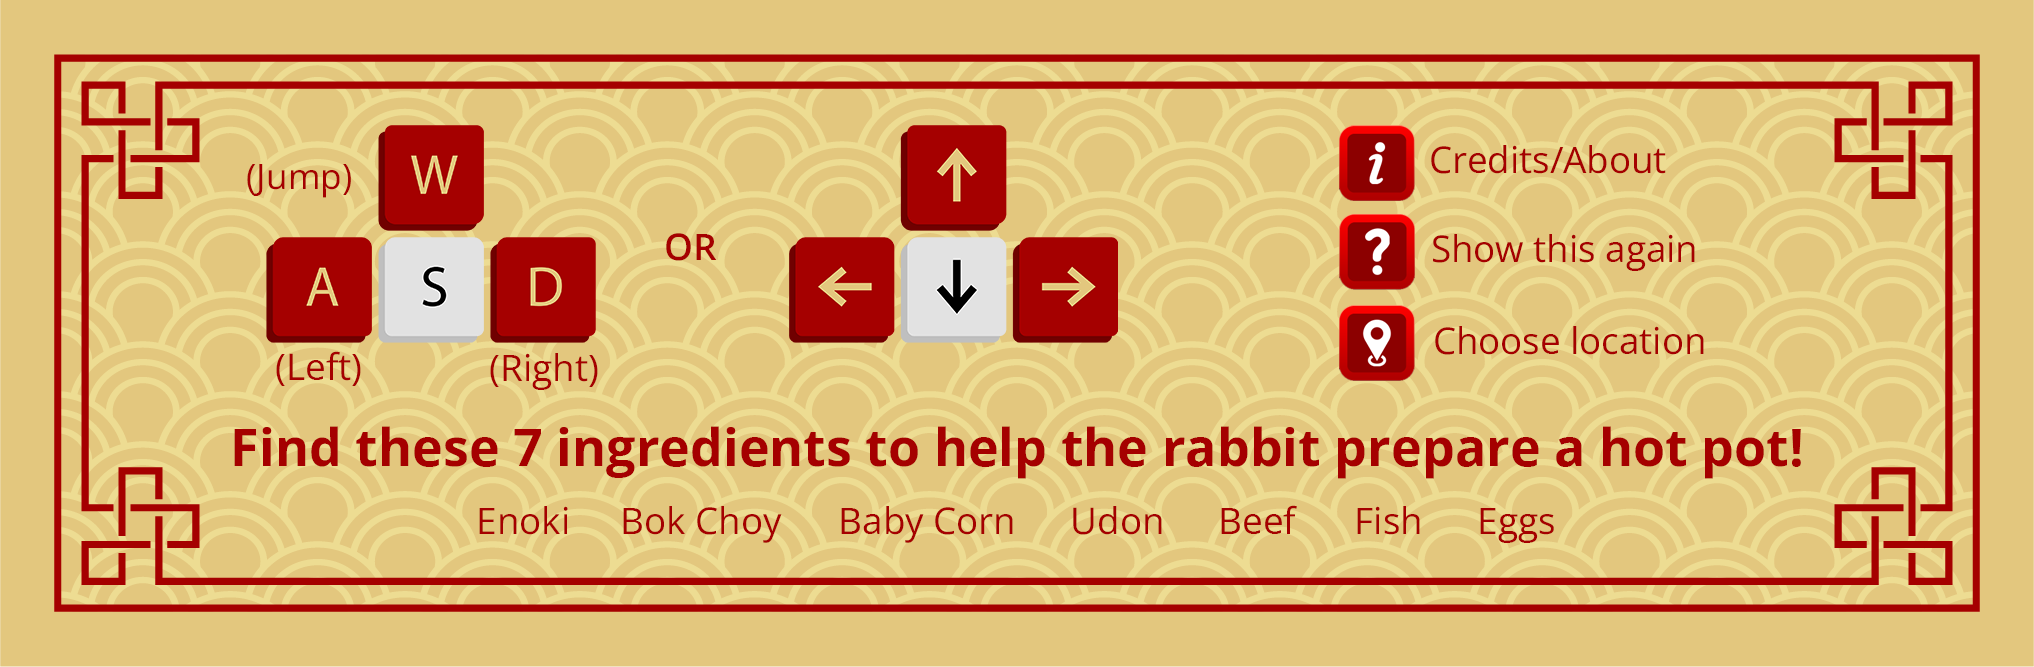 (Jump) W
A S D
(Left) (Right)
OR
Credits/About
Show this again
Choose location
Find these 7 ingredients to help the rabbit prepare a hot pot!
Enoki Bok Choy Baby Corn Udon Beef Fish Eggs